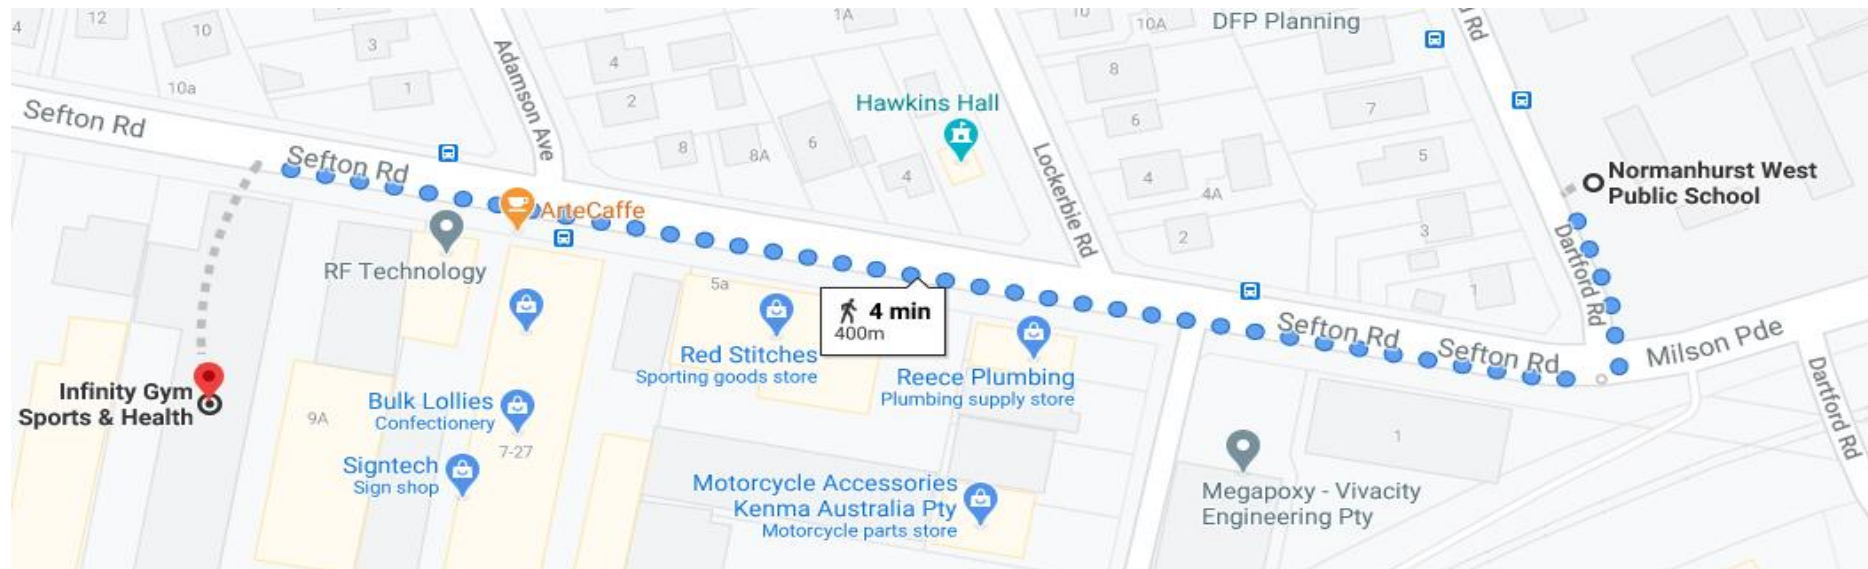 4
12
10
3
1A
10
10A
DFP Planning
Rd
Adamson Ave
4
8
10a
1
2
Hawkins Hall
7
Sefton Rd
6
6
Sefton Rd
8
8A
Lockerbie Rd
5
4
4
4A
Normanhurst West
Public School
ArteCaffe
2
3
Dartford Rd
RF Technology
5a
1
4 min
400m
Sefton Rd
Sefton Rd
Milson Pde
Red Stitches
Sporting goods store
Reece Plumbing
Plumbing supply store
Dartford Rd
Infinity Gym
Sports & Health
9A
Bulk Lollies
Confectionery
7-27
1
Signtech
Sign shop
Motorcycle Accessories
Kenma Australia Pty
Motorcycle parts store
Megapoxy - Vivacity
Engineering Pty